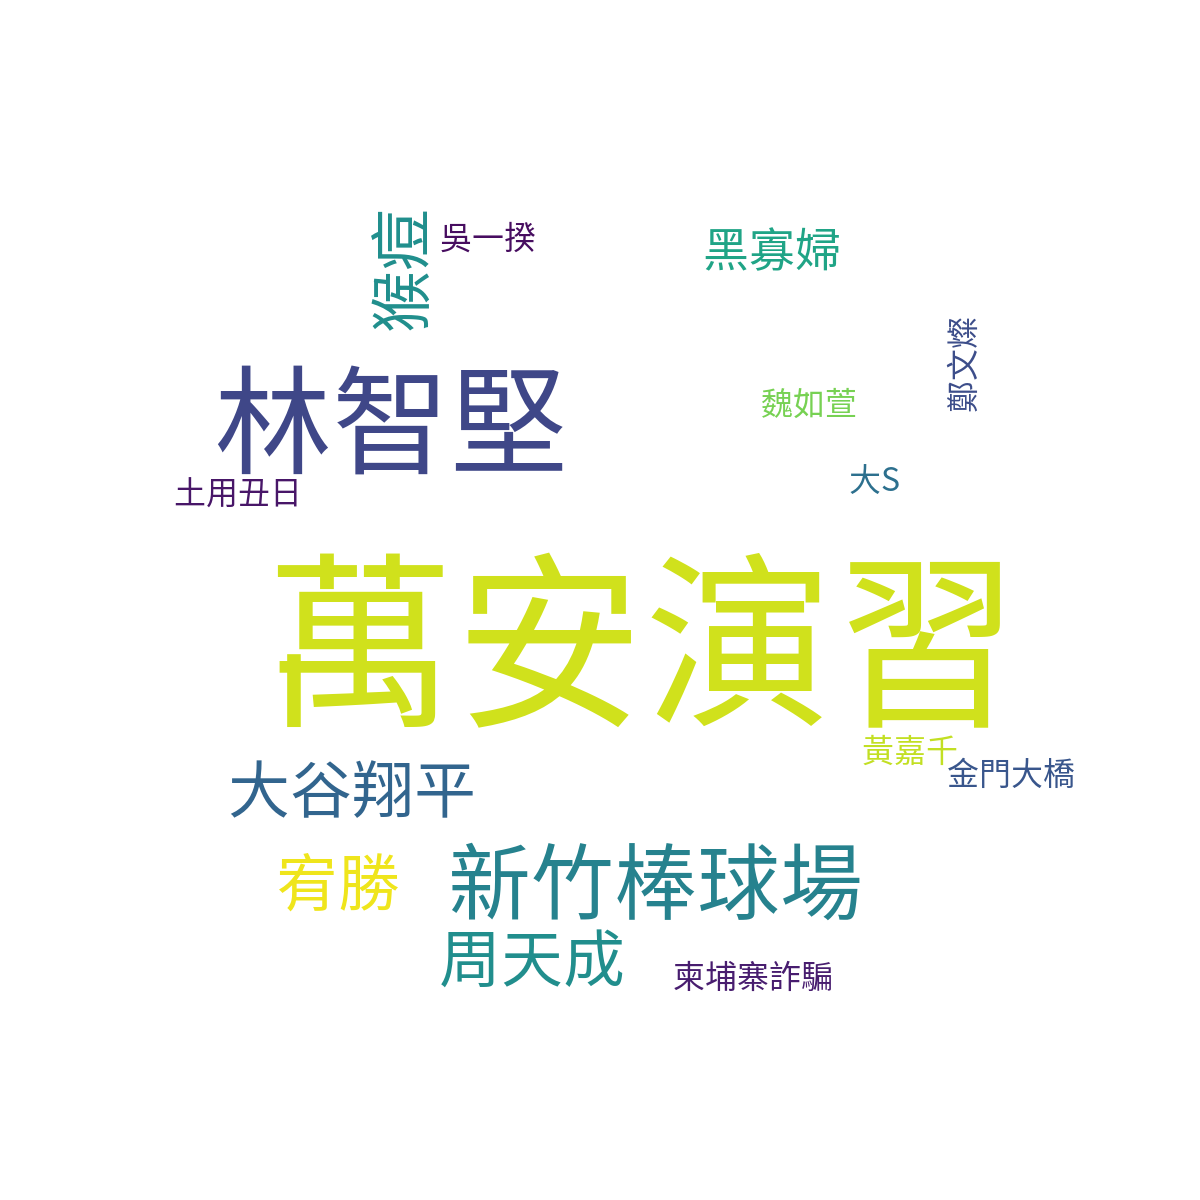 猴痘
吳一揆
黑寡婦
鄭文燦
林智堅
魏如萱
大S
土用丑日
萬安演習
黃嘉千
金門大橋
大谷翔平
宥勝
新竹棒球場
周天成
柬埔寨詐騙